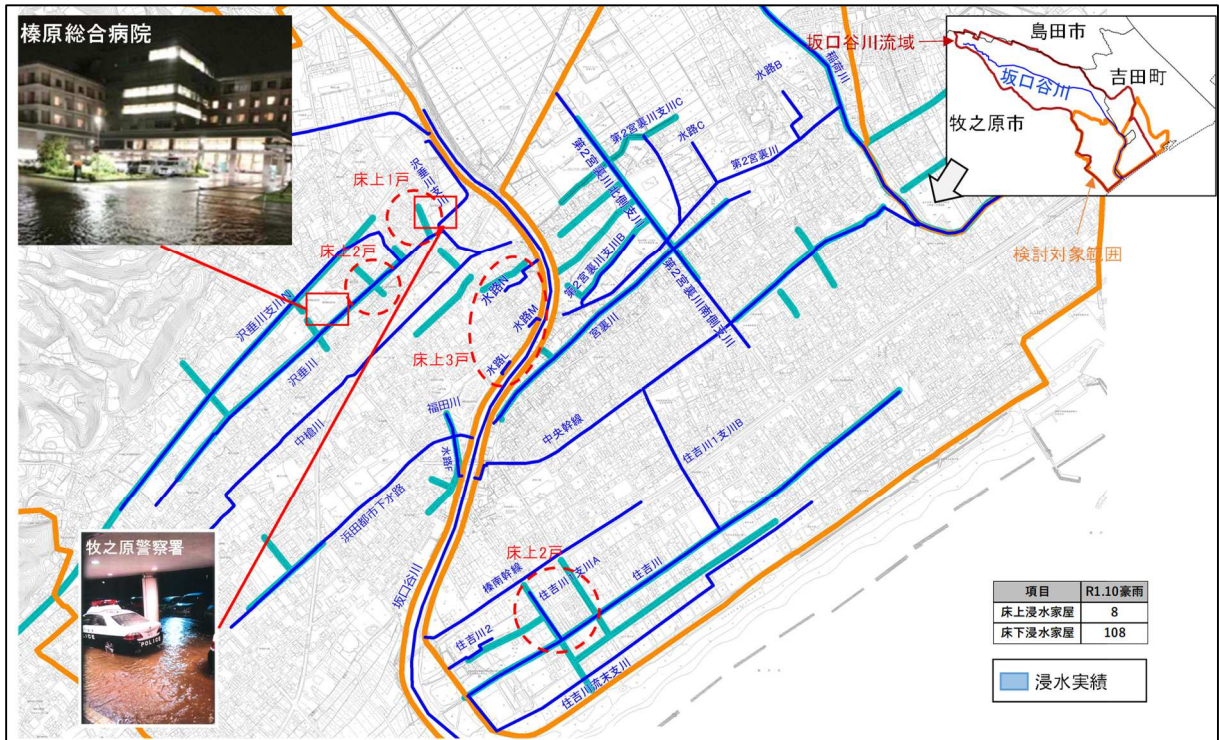 榛原総合病院
坂口谷川流域
島田市
坂口谷川
吉田町
牧之原市
検討対象範囲
稲荷川
水路B
第2宮裏川支川C
水路C
第2宮裏川
第2宮裏川北側支川
沢垂川支川
床上1戸
床上2戸
第2宮裏川支川B
第2宮裏川南側支川
水路N
水路M
床上3戸
水路L
宮裏川
沢垂川支川N
沢垂川
中槍川
福田川
水路F
中央幹線
住吉川1支川B
浜田都市下水路
坂口谷川
床上2戸
榛南幹線
住吉川1支川A
住吉川
住吉川2
住吉川流末支川
牧之原警察署
POLICE
項目 R1.10豪雨
床上浸水家屋 8
床下浸水家屋 108
浸水実績